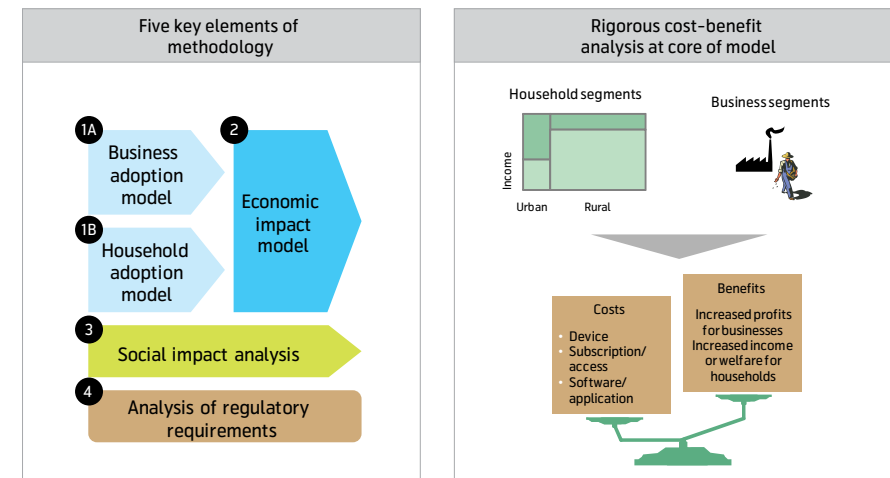 Five key elements of
methodology
1A
Business
adoption
model
1B
Household
adoption
model
2
Economic
impact
model
3
Social impact analysis
4
Analysis of regulatory
requirements
Rigorous cost-benefit
analysis at core of model
Household segments
Income
Urban
Rural
Business segments
Costs
• Device
• Subscription/
access
• Software/
application
Benefits
Increased profits
for businesses
Increased income
or welfare for
households